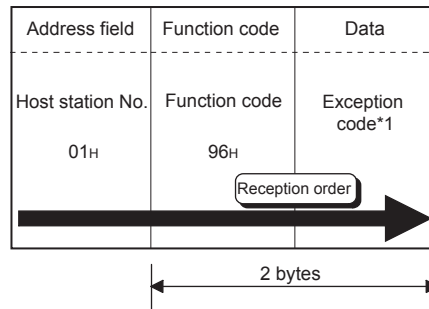 Address field Function code Data
Host station No. Function code Exception code*1
01H 96H
Reception order
2 bytes